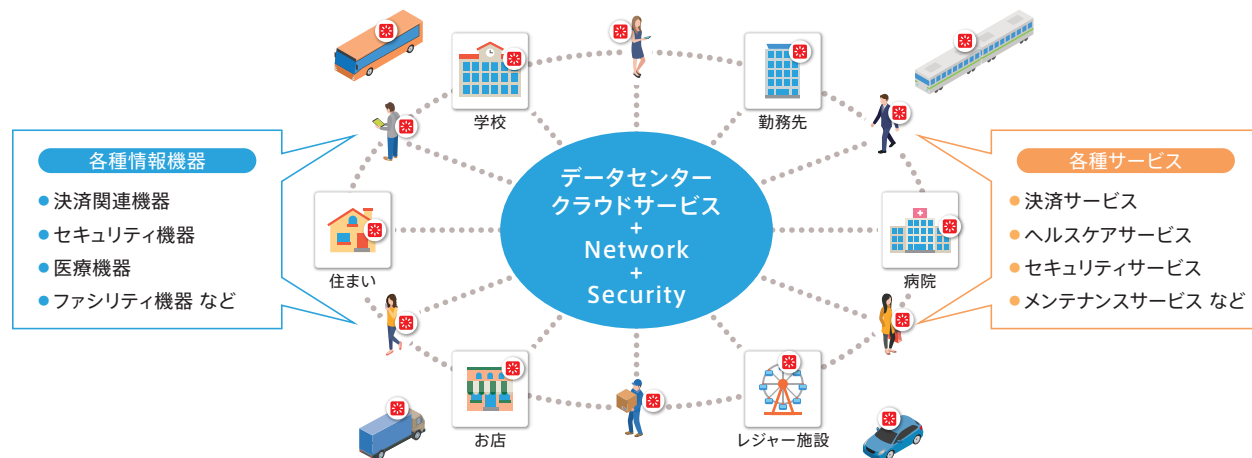 学校
勤務先
各種情報機器
決済関連機器
セキュリティ機器
医療機器
ファシリティ機器 など
データセンター
クラウドサービス
+
Network
+
Security
各種サービス
決済サービス
ヘルスケアサービス
セキュリティサービス
メンテナンスサービス など
住まい
病院
お店
レジャー施設